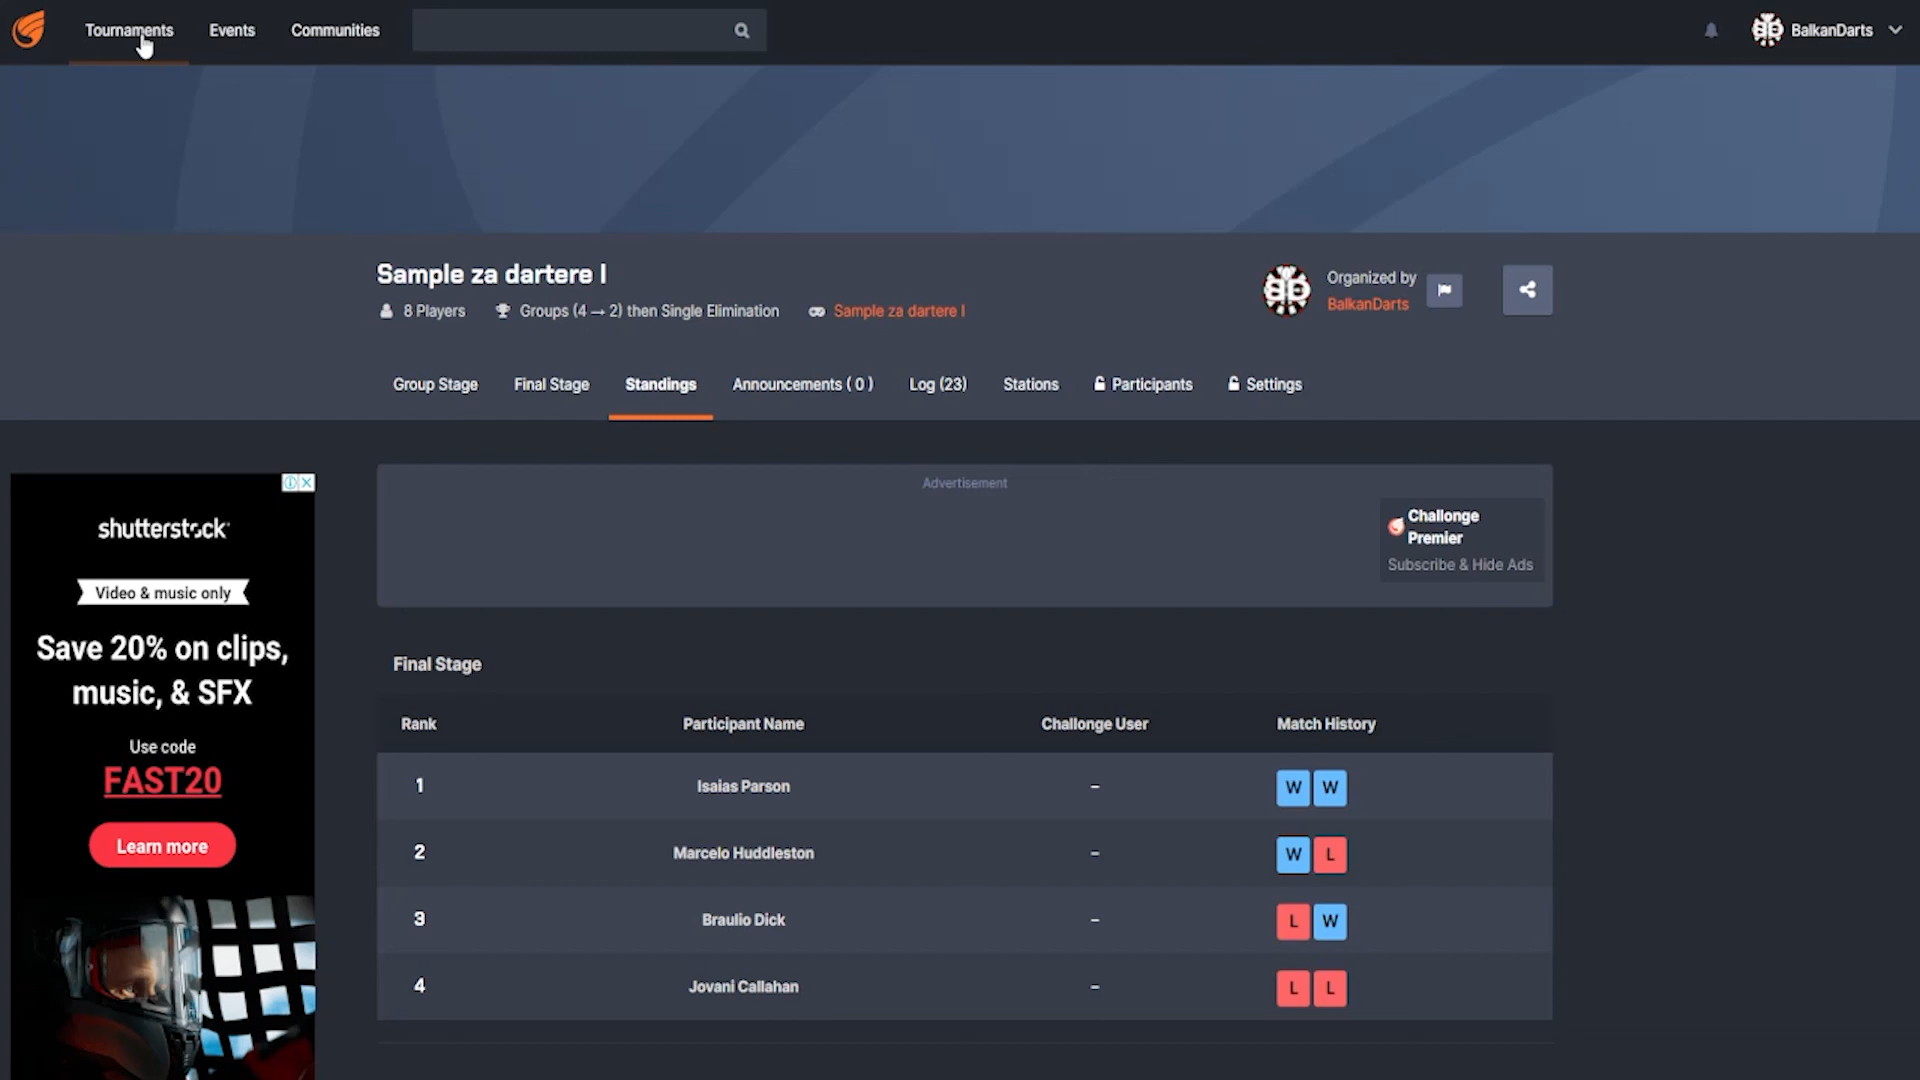 Tournaments Events Communities BalkanDarts
Sample za dartere I
8 Players Groups (4 → 2) then Single Elimination Sample za dartere I
Organized by
BalkanDarts
Group Stage Final Stage Standings Announcements ( 0 ) Log (23) Stations Participants Settings
shutterstock
Video & music only
Save 20% on clips,
music, & SFX
Use code
FAST20
Learn more
Advertisement
Challonge
Premier
Subscribe & Hide Ads
Final Stage
Rank Participant Name Challonge User Match History
1 Isaias Parson – W W
2 Marcelo Huddleston – W L
3 Braulio Dick – L W
4 Jovani Callahan – L L